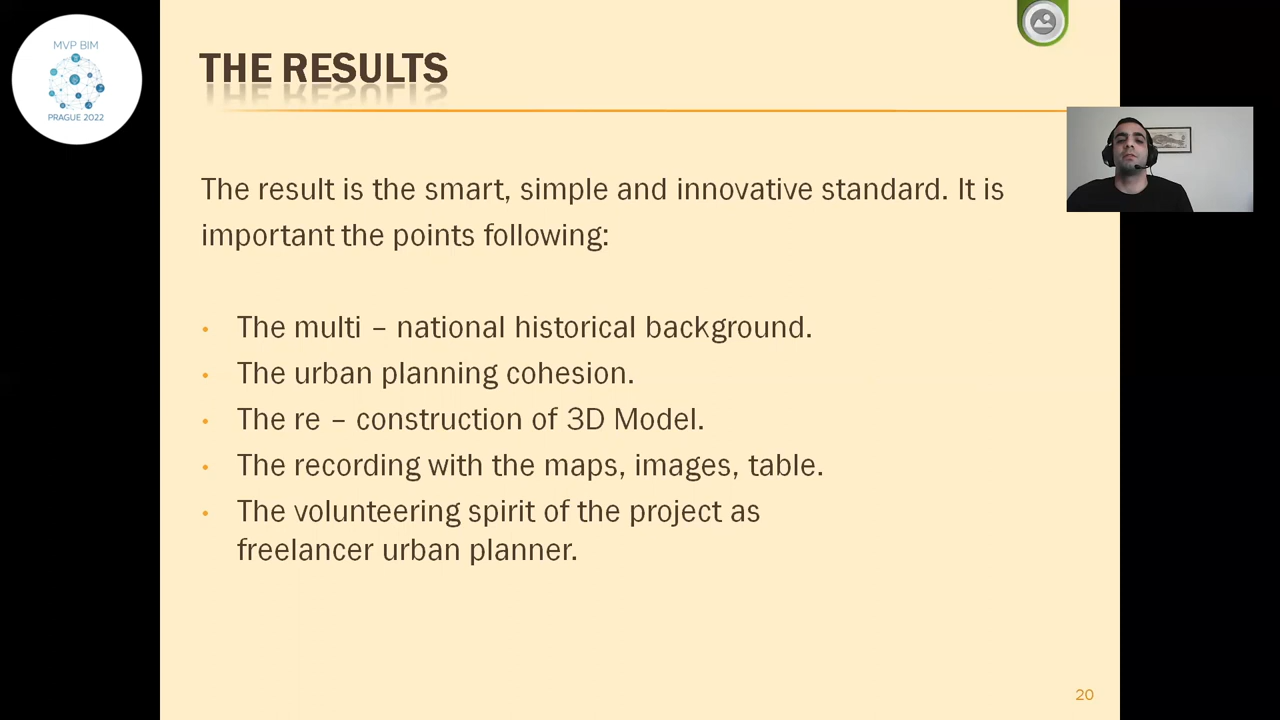 MVP BIM
PRAGUE 2022
THE RESULTS
The result is the smart, simple and innovative standard. It is
important the points following:
• The multi – national historical background.
• The urban planning cohesion.
• The re – construction of 3D Model.
• The recording with the maps, images, table.
• The volunteering spirit of the project as
freelancer urban planner.
20